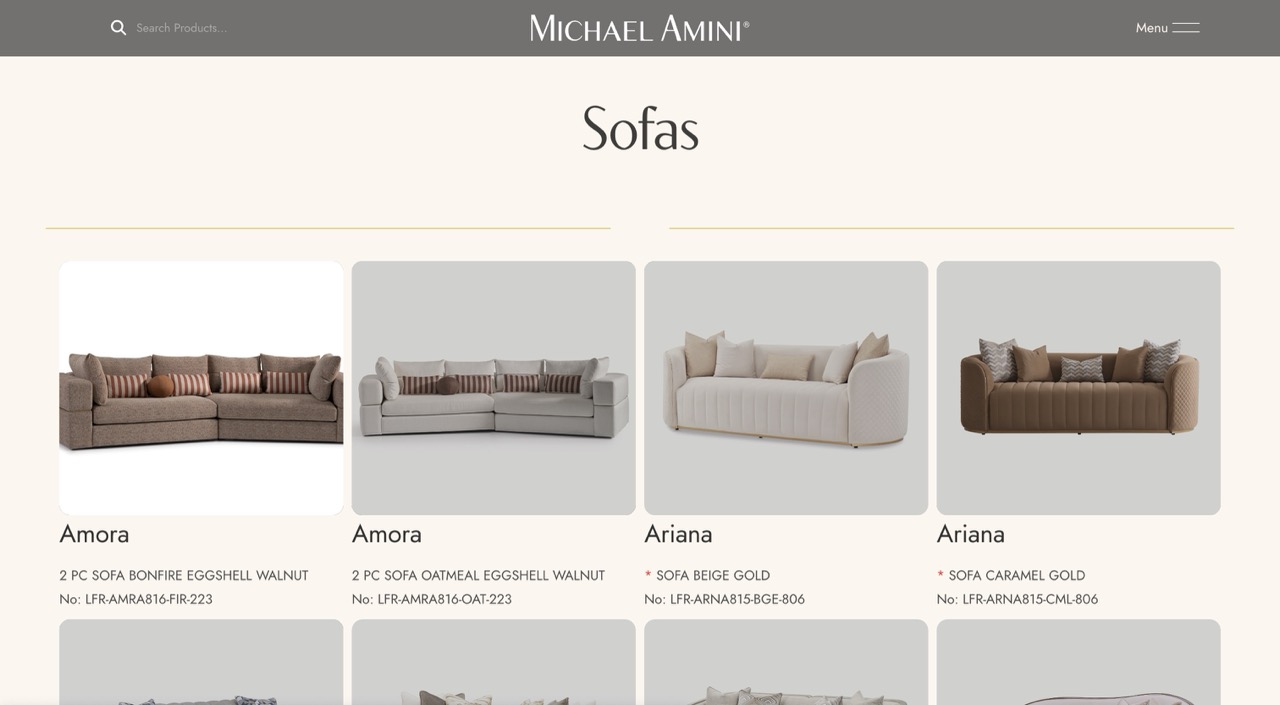 Search Products...
MICHAEL AMINI®
Menu
Sofas
Amora
2 PC SOFA BONFIRE EGGSHELL WALNUT
No: LFR-AMRA816-FIR-223
Amora
2 PC SOFA OATMEAL EGGSHELL WALNUT
No: LFR-AMRA816-OAT-223
Ariana
* SOFA BEIGE GOLD
No: LFR-ARNA815-BGE-806
Ariana
* SOFA CARAMEL GOLD
No: LFR-ARNA815-CML-806